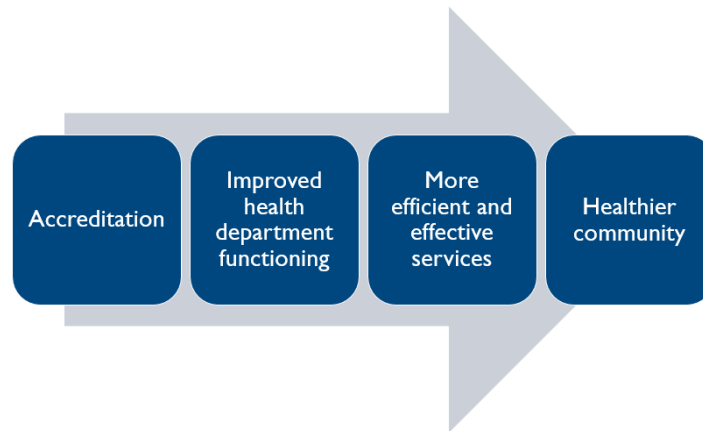 Accreditation
Improved
health
department
functioning
More
efficient and
effective
services
Healthier
community